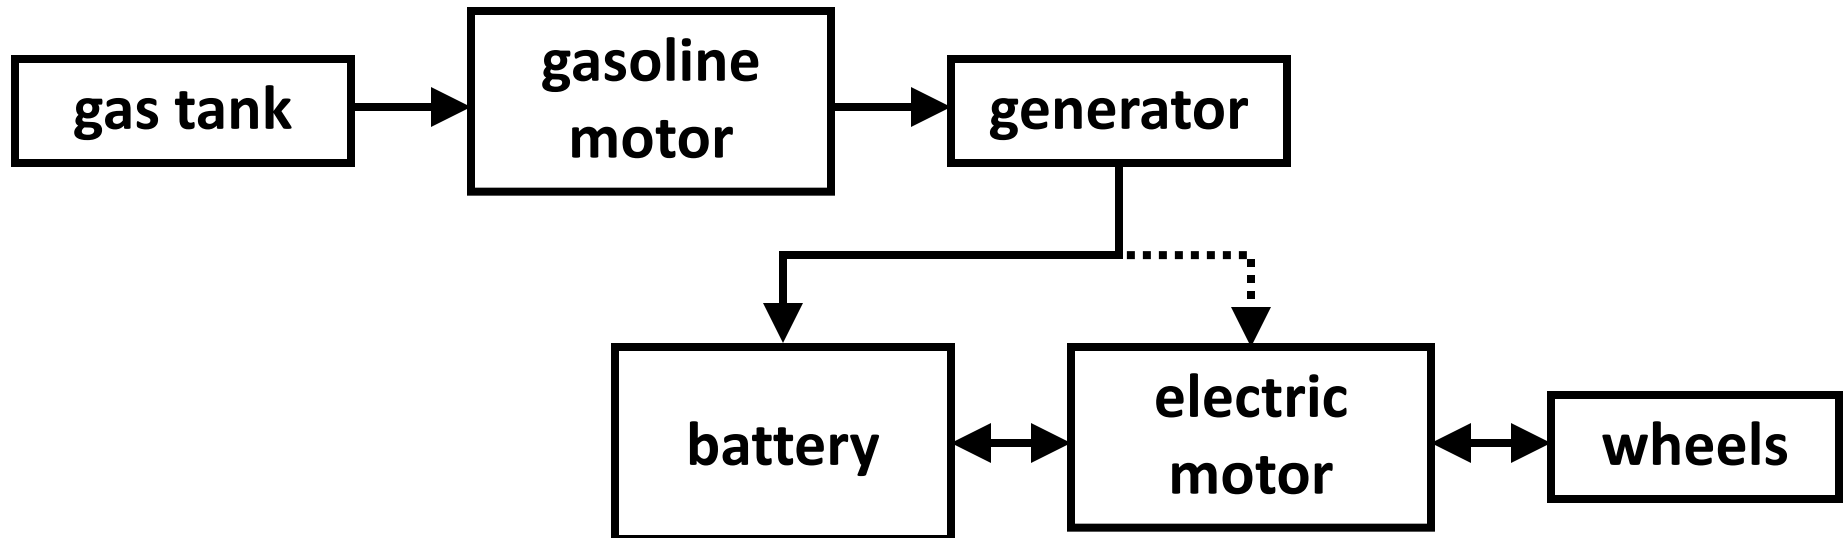 gas tank
gasoline
motor
generator
battery
electric
motor
wheels